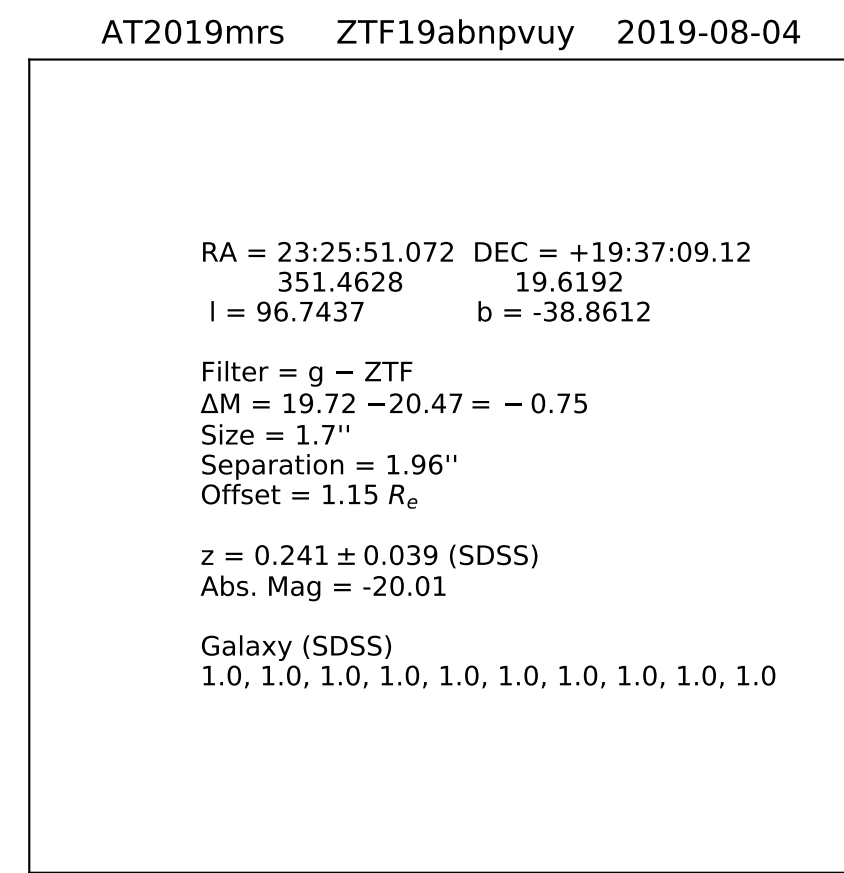 AT2019mrs ZTF19abnpvuy 2019-08-04
RA = 23:25:51.072 DEC = +19:37:09.12
351.4628 19.6192
l = 96.7437 b = -38.8612
Filter = g − ZTF
ΔM = 19.72 −20.47 = − 0.75
Size = 1.7''
Separation = 1.96''
Offset = 1.15 Re
z = 0.241 ± 0.039 (SDSS)
Abs. Mag = -20.01
Galaxy (SDSS)
1.0, 1.0, 1.0, 1.0, 1.0, 1.0, 1.0, 1.0, 1.0, 1.0